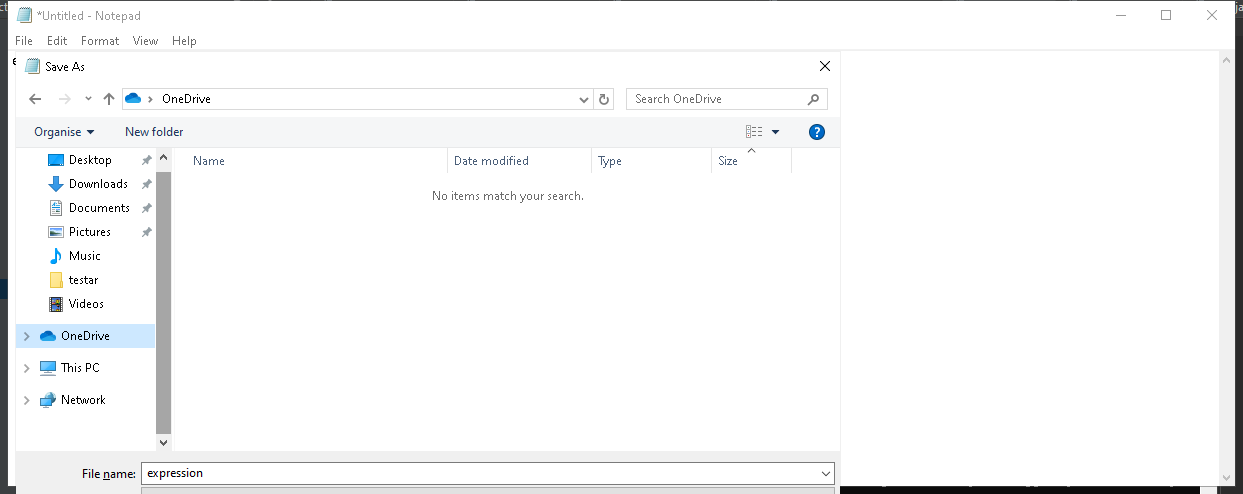 *Untitled - Notepad
File Edit Format View Help
Save As
OneDrive
Search OneDrive
Organise New folder
?
Name Date modified Type Size
No items match your search.
Desktop
Downloads
Documents
Pictures
Music
testar
Videos
OneDrive
This PC
Network
File name: expression